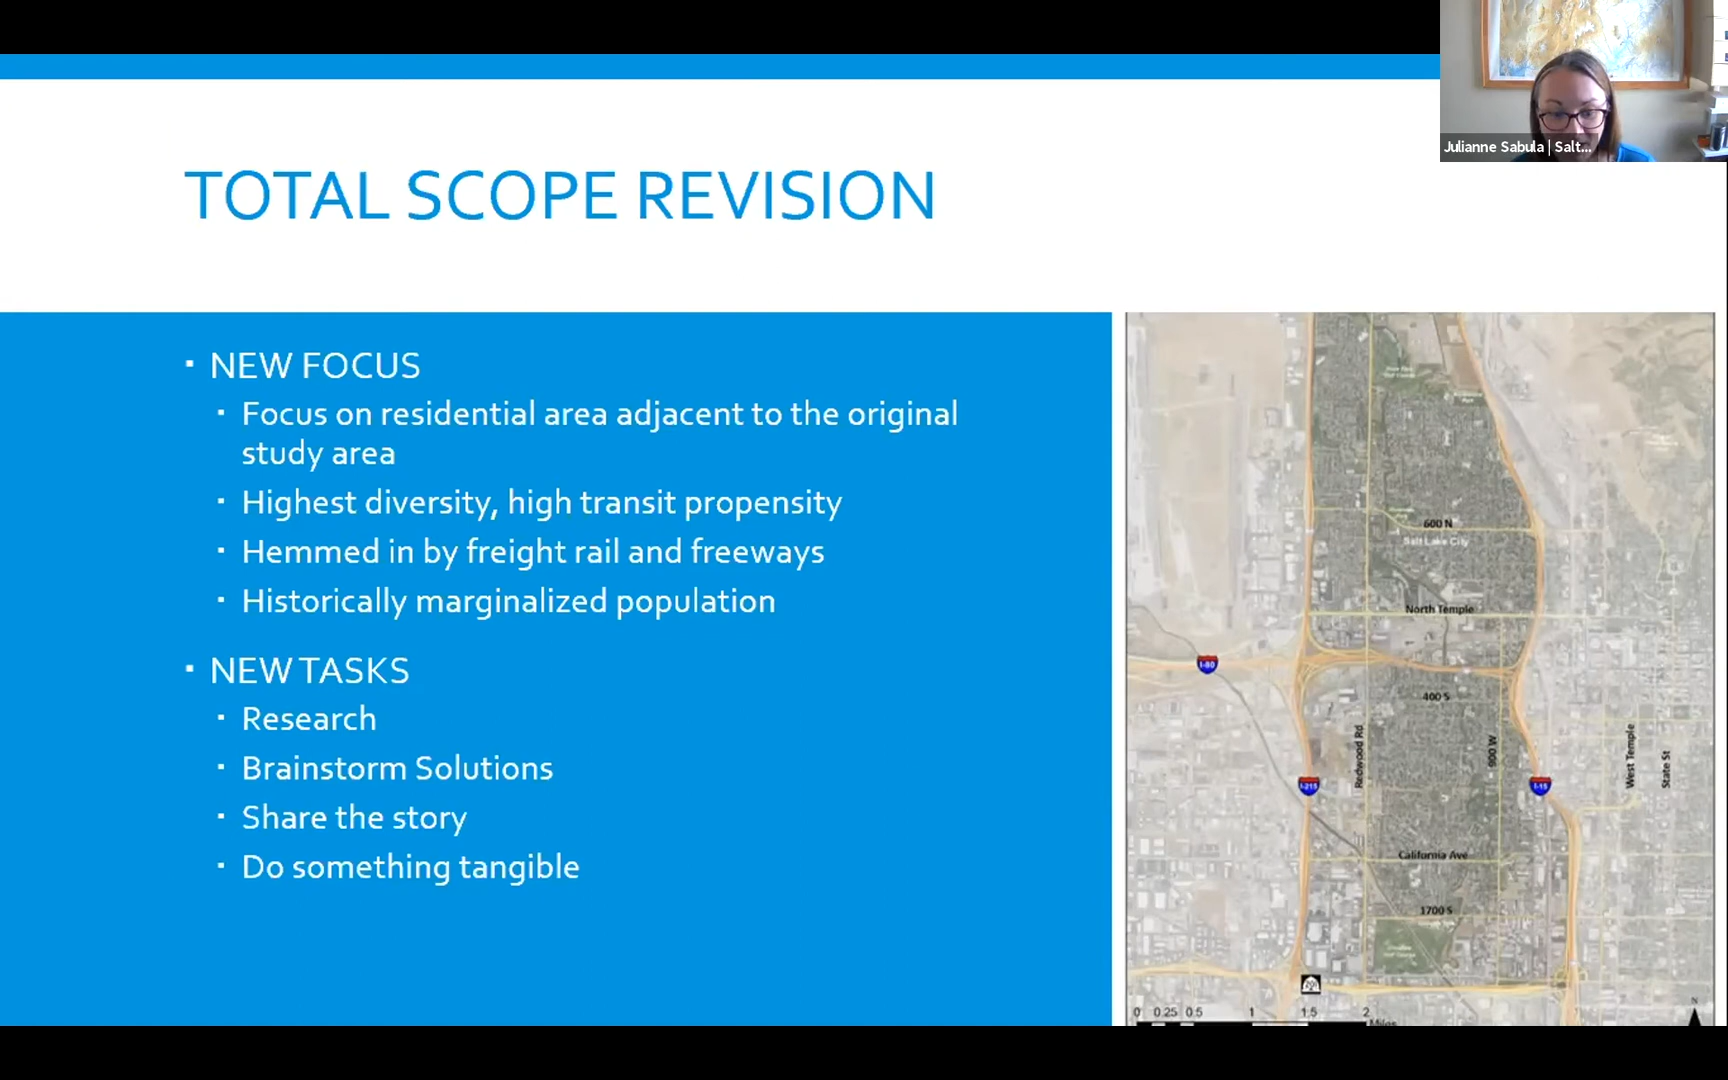 Julianne Sabula | Salt...
TOTAL SCOPE REVISION
▪ NEW FOCUS
▪ Focus on residential area adjacent to the original
study area
▪ Highest diversity, high transit propensity
▪ Hemmed in by freight rail and freeways
▪ Historically marginalized population
▪ NEW TASKS
▪ Research
▪ Brainstorm Solutions
▪ Share the story
▪ Do something tangible
600 N
Salt Lake City
North Temple
I-80
400 S
Redwood Rd
900 W
West Temple
State St
I-215
I-15
California Ave
1700 S
201
N
0 0.25 0.5 1 1.5 2
Miles